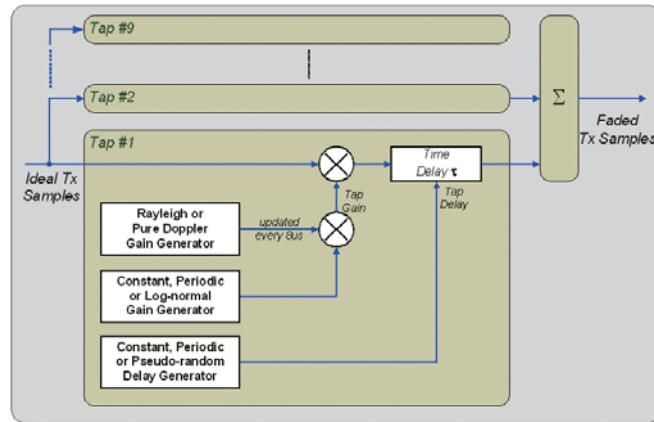 Tap #9
Tap #2
Σ
Tap #1
Ideal Tx
Samples
Time
Delay τ
Faded
Tx Samples
Tap
Gain
Tap
Delay
Rayleigh or
Pure Doppler
Gain Generator
updated
every 8us
Constant, Periodic
or Log-normal
Gain Generator
Constant, Periodic
or Pseudo-random
Delay Generator